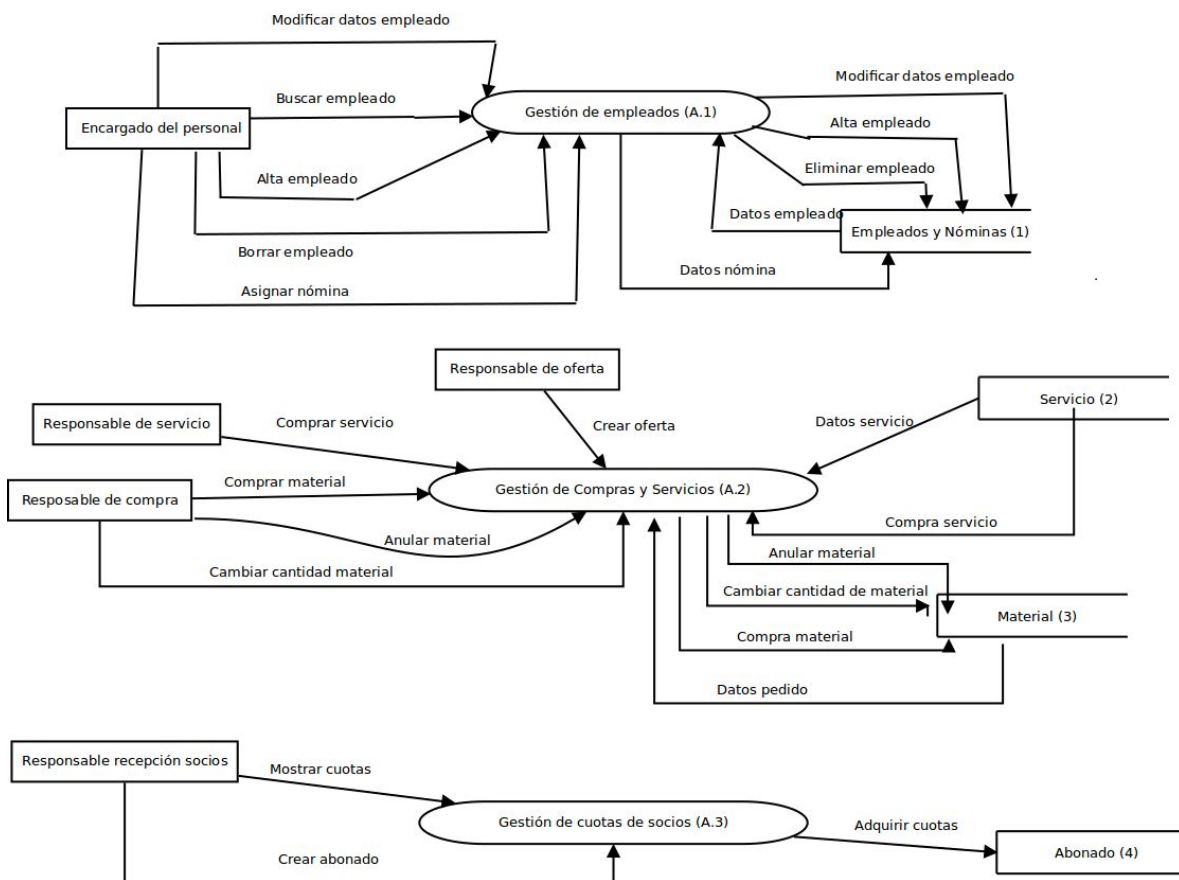 Modificar datos empleado
Modificar datos empleado
Buscar empleado
Gestión de empleados (A.1)
Encargado del personal
Alta empleado
Alta empleado
Eliminar empleado
Datos empleado
Empleados y Nóminas (1)
Borrar empleado
Datos nómina
Asignar nómina
Responsable de oferta
Servicio (2)
Responsable de servicio
Comprar servicio
Crear oferta
Datos servicio
Comprar material
Gestión de Compras y Servicios (A.2)
Resposable de compra
Compra servicio
Anular material
Anular material
Cambiar cantidad material
Cambiar cantidad de material
Material (3)
Compra material
Datos pedido
Responsable recepción socios
Mostrar cuotas
Gestión de cuotas de socios (A.3)
Adquirir cuotas
Abonado (4)
Crear abonado